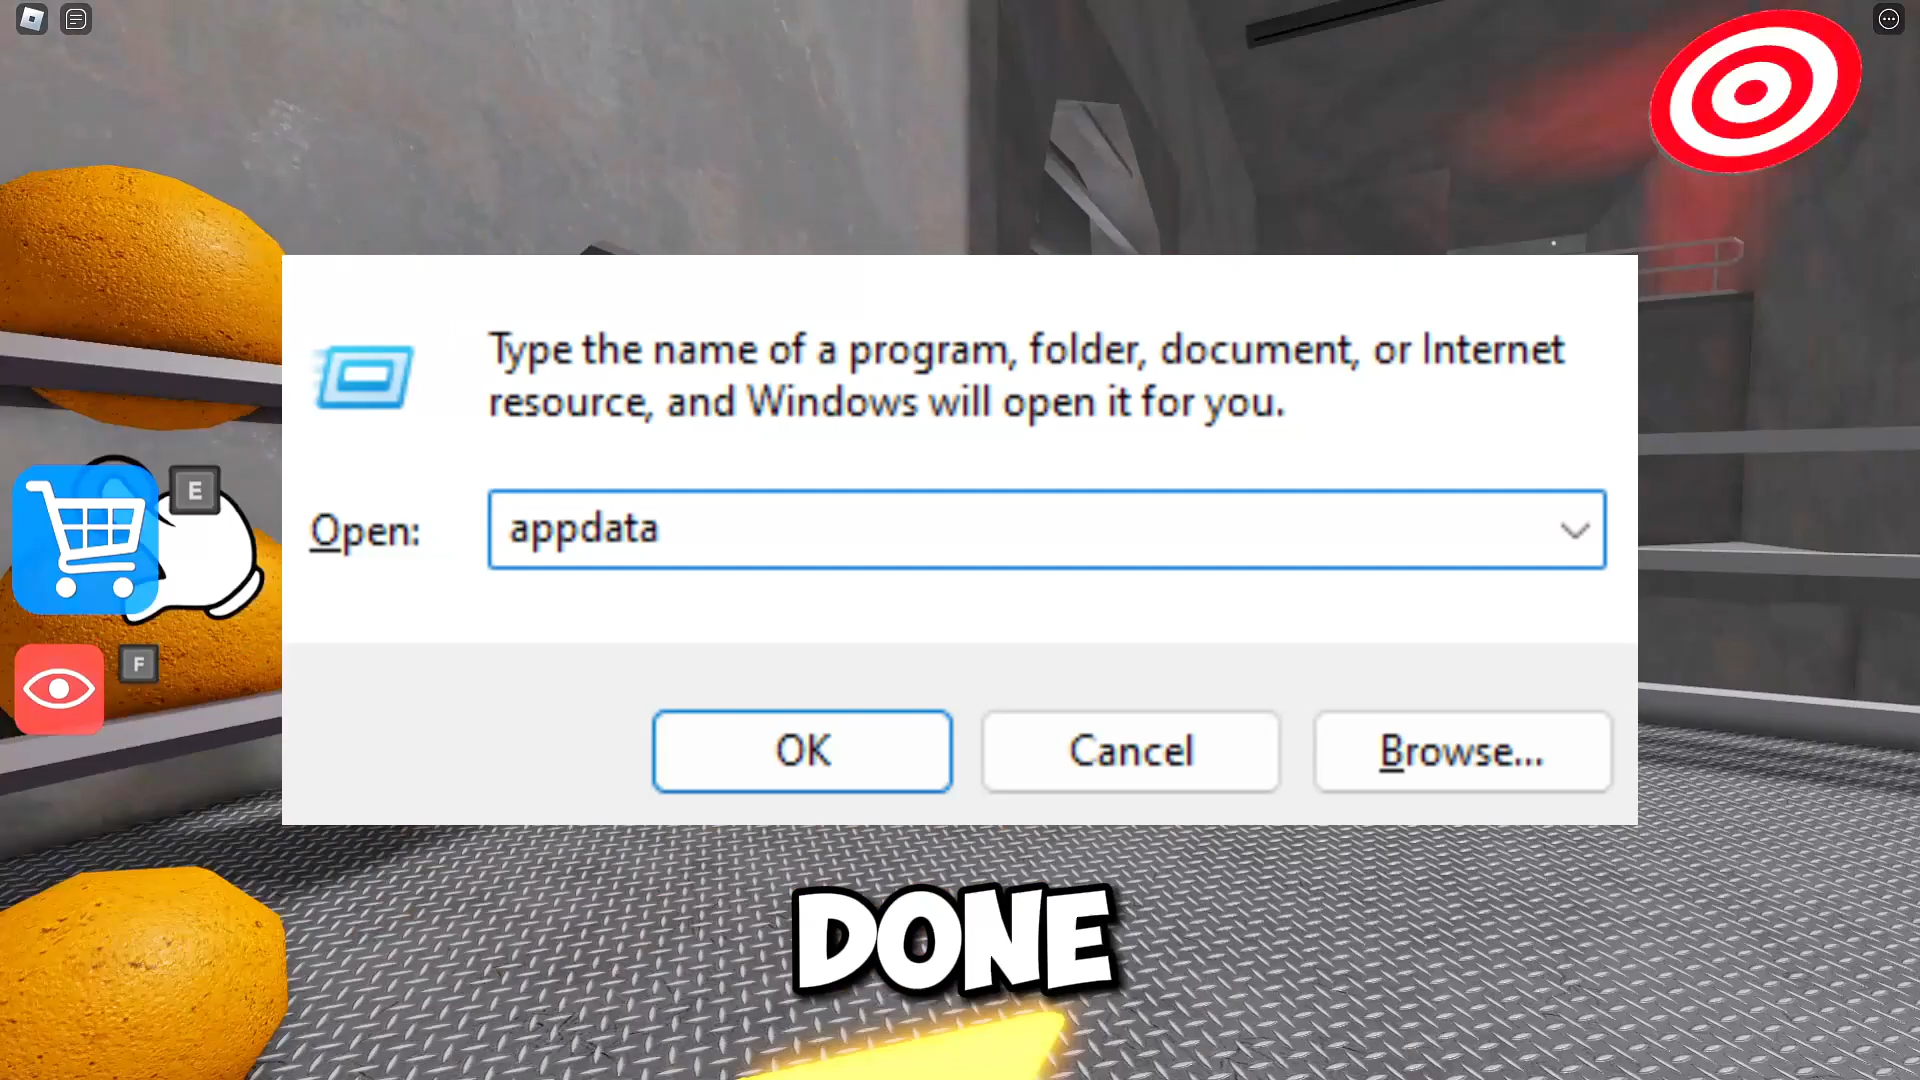 Type the name of a program, folder, document, or Internet
resource, and Windows will open it for you.
E
Open: appdata
F
OK Cancel Browse...
DONE